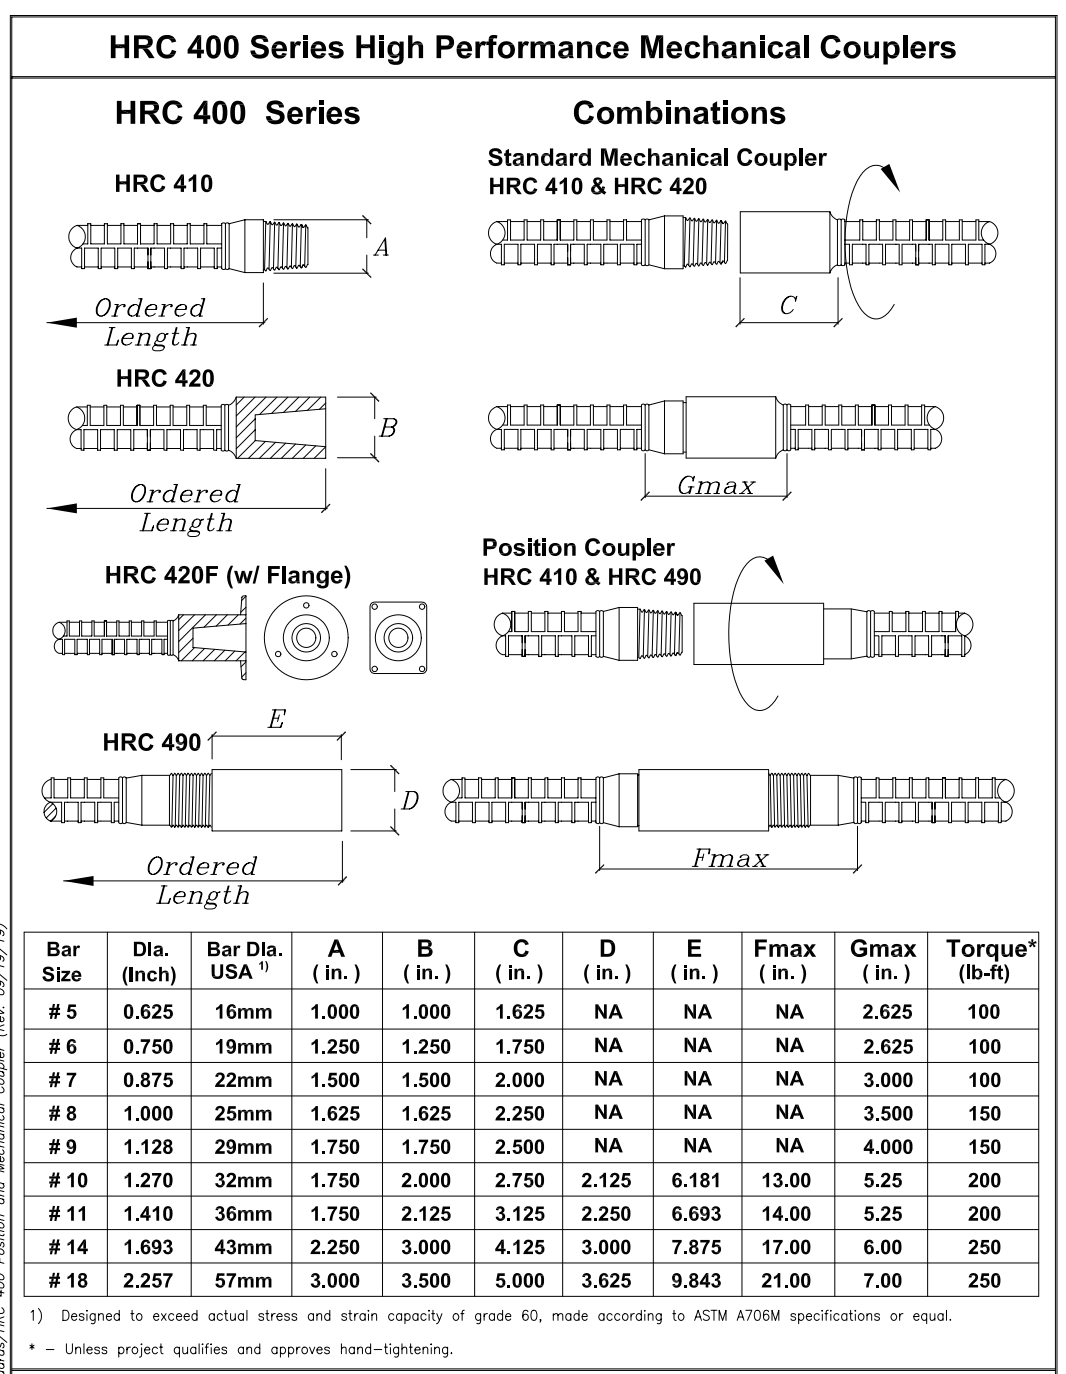 HRC 400 Series High Performance Mechanical Couplers
HRC 400 Series
Combinations
HRC 410
A
Ordered
Length
HRC 420
B
Ordered
Length
HRC 420F (w/ Flange)
HRC 490
E
D
Ordered
Length
Standard Mechanical Coupler
HRC 410 & HRC 420
C
Gmax
Position Coupler
HRC 410 & HRC 490
Fmax
Bar Size | Dia. (Inch) | Bar Dia. USA 1) | A ( in. ) | B ( in. ) | C ( in. ) | D ( in. ) | E ( in. ) | Fmax ( in. ) | Gmax ( in. ) | Torque* (lb-ft)
# 5 | 0.625 | 16mm | 1.000 | 1.000 | 1.625 | NA | NA | NA | 2.625 | 100
# 6 | 0.750 | 19mm | 1.250 | 1.250 | 1.750 | NA | NA | NA | 2.625 | 100
# 7 | 0.875 | 22mm | 1.500 | 1.500 | 2.000 | NA | NA | NA | 3.000 | 100
# 8 | 1.000 | 25mm | 1.625 | 1.625 | 2.250 | NA | NA | NA | 3.500 | 150
# 9 | 1.128 | 29mm | 1.750 | 1.750 | 2.500 | NA | NA | NA | 4.000 | 150
# 10 | 1.270 | 32mm | 1.750 | 2.000 | 2.750 | 2.125 | 6.181 | 13.00 | 5.25 | 200
# 11 | 1.410 | 36mm | 1.750 | 2.125 | 3.125 | 2.250 | 6.693 | 14.00 | 5.25 | 200
# 14 | 1.693 | 43mm | 2.250 | 3.000 | 4.125 | 3.000 | 7.875 | 17.00 | 6.00 | 250
# 18 | 2.257 | 57mm | 3.000 | 3.500 | 5.000 | 3.625 | 9.843 | 21.00 | 7.00 | 250
1) Designed to exceed actual stress and strain capacity of grade 60, made according to ASTM A706M specifications or equal.
* – Unless project qualifies and approves hand–tightening.